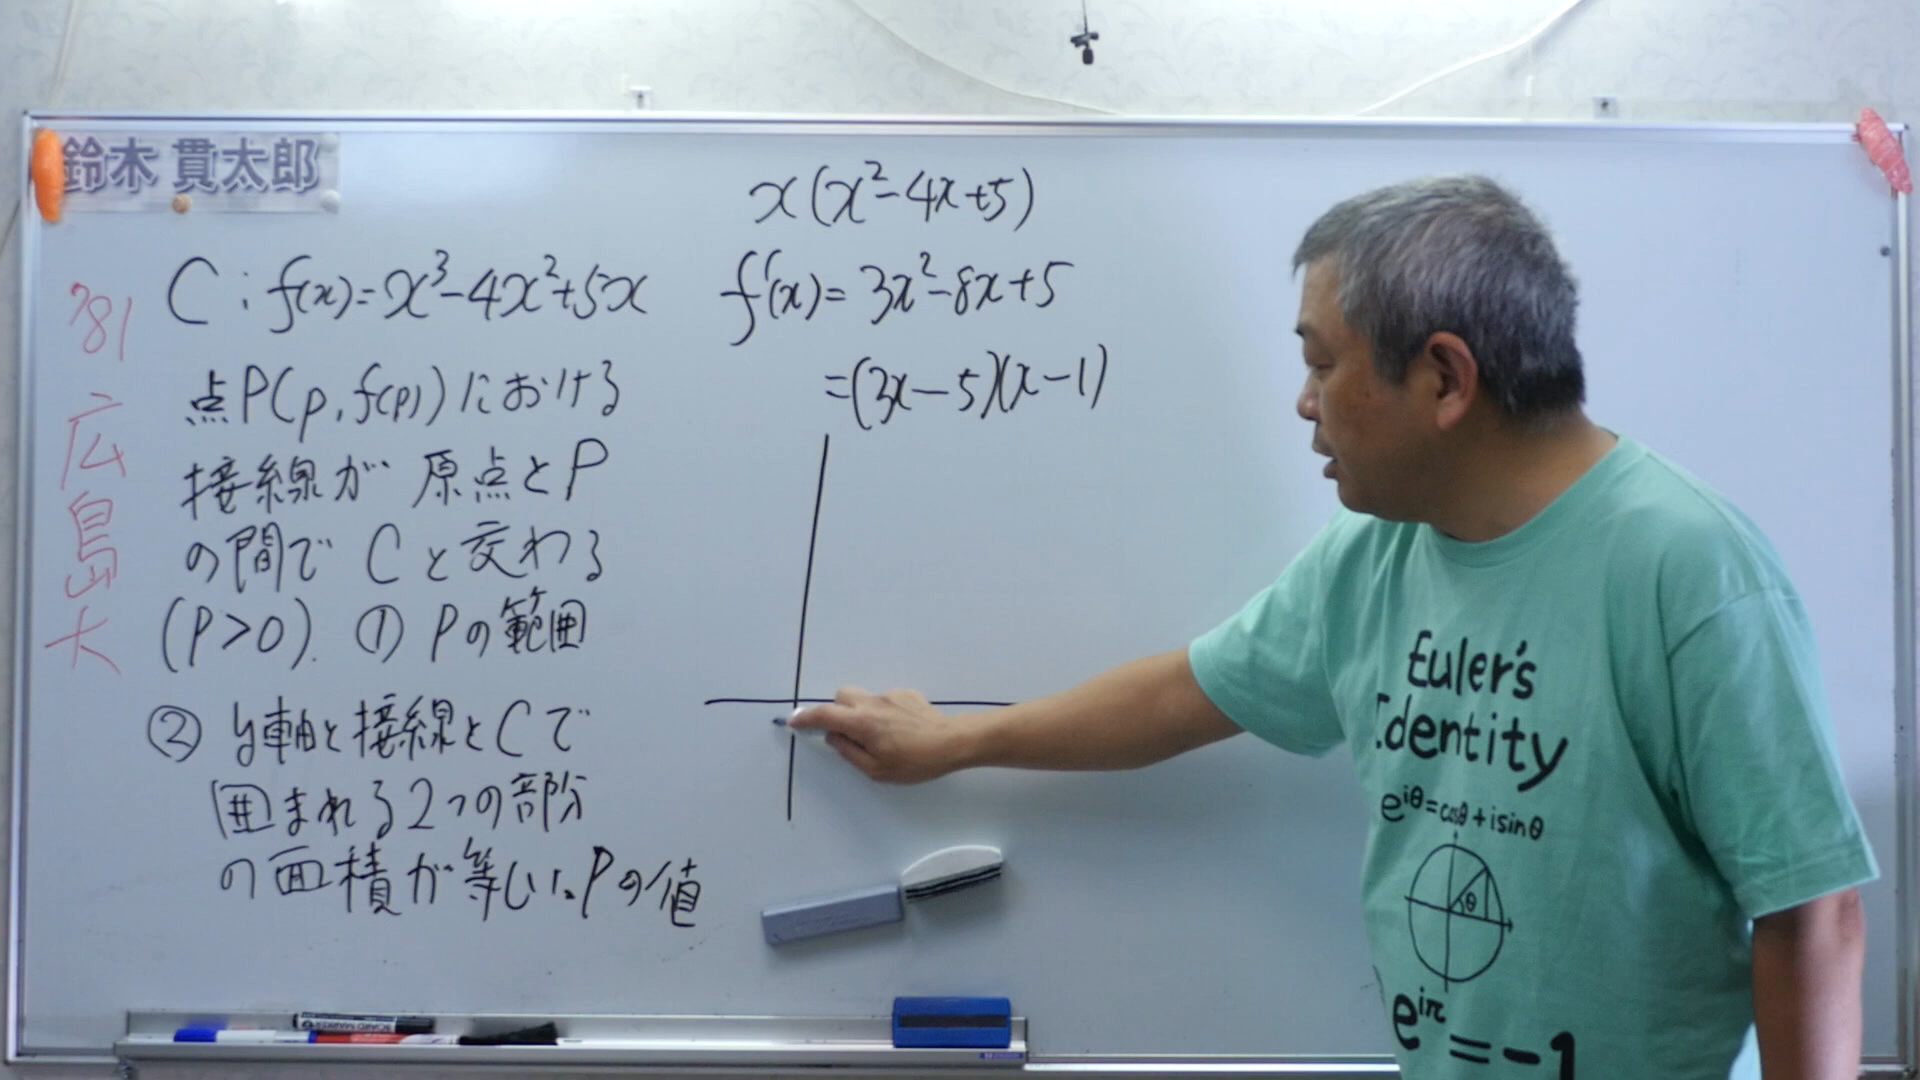 鈴木 貫太郎
'81 広島大
C : f(x)=x³-4x²+5x
点P(p,f(p))における
接線が 原点とP
の間でCと交わる
(P>0). ① Pの範囲
② y軸と接線とCで
囲まれる2つの部分
の面積が等しいPの値
x(x²-4x+5)
f'(x)=3x²-8x+5
=(3x-5)(x-1)
Euler's
Identity
e^{iθ}=cosθ+isinθ
θ
e^{iπ}=-1